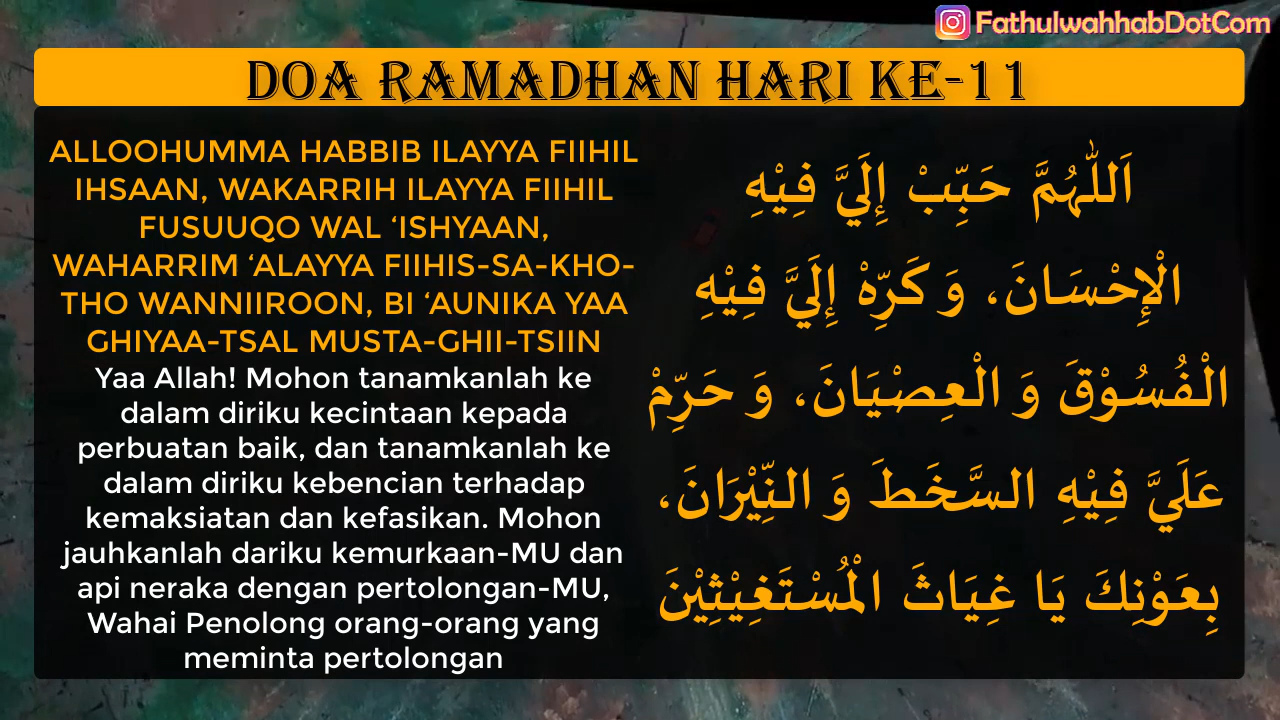 FathulwahhabDotCom
DOA RAMADHAN HARI KE-11
ALLOOHUMMA HABBIB ILAYYA FIIHIL
IHSAAN, WAKARRIH ILAYYA FIIHIL
FUSUUQO WAL ‘ISHYAAN,
WAHARRIM ‘ALAYYA FIIHIS-SA-KHO-
THO WANNIIROON, BI ‘AUNIKA YAA
GHIYAA-TSAL MUSTA-GHII-TSIIN
Yaa Allah! Mohon tanamkanlah ke
dalam diriku kecintaan kepada
perbuatan baik, dan tanamkanlah ke
dalam diriku kebencian terhadap
kemaksiatan dan kefasikan. Mohon
jauhkanlah dariku kemurkaan-MU dan
api neraka dengan pertolongan-MU,
Wahai Penolong orang-orang yang
meminta pertolongan
اَللّٰهُمَّ حَبِّبْ إِلَيَّ فِيْهِ
الْإِحْسَانَ، وَ كَرِّهْ إِلَيَّ فِيْهِ
الْفُسُوْقَ وَ الْعِصْيَانَ، وَ حَرِّمْ
عَلَيَّ فِيْهِ السَّخَطَ وَ النِّيْرَانَ،
بِعَوْنِكَ يَا غِيَاثَ الْمُسْتَغِيْثِيْنَ